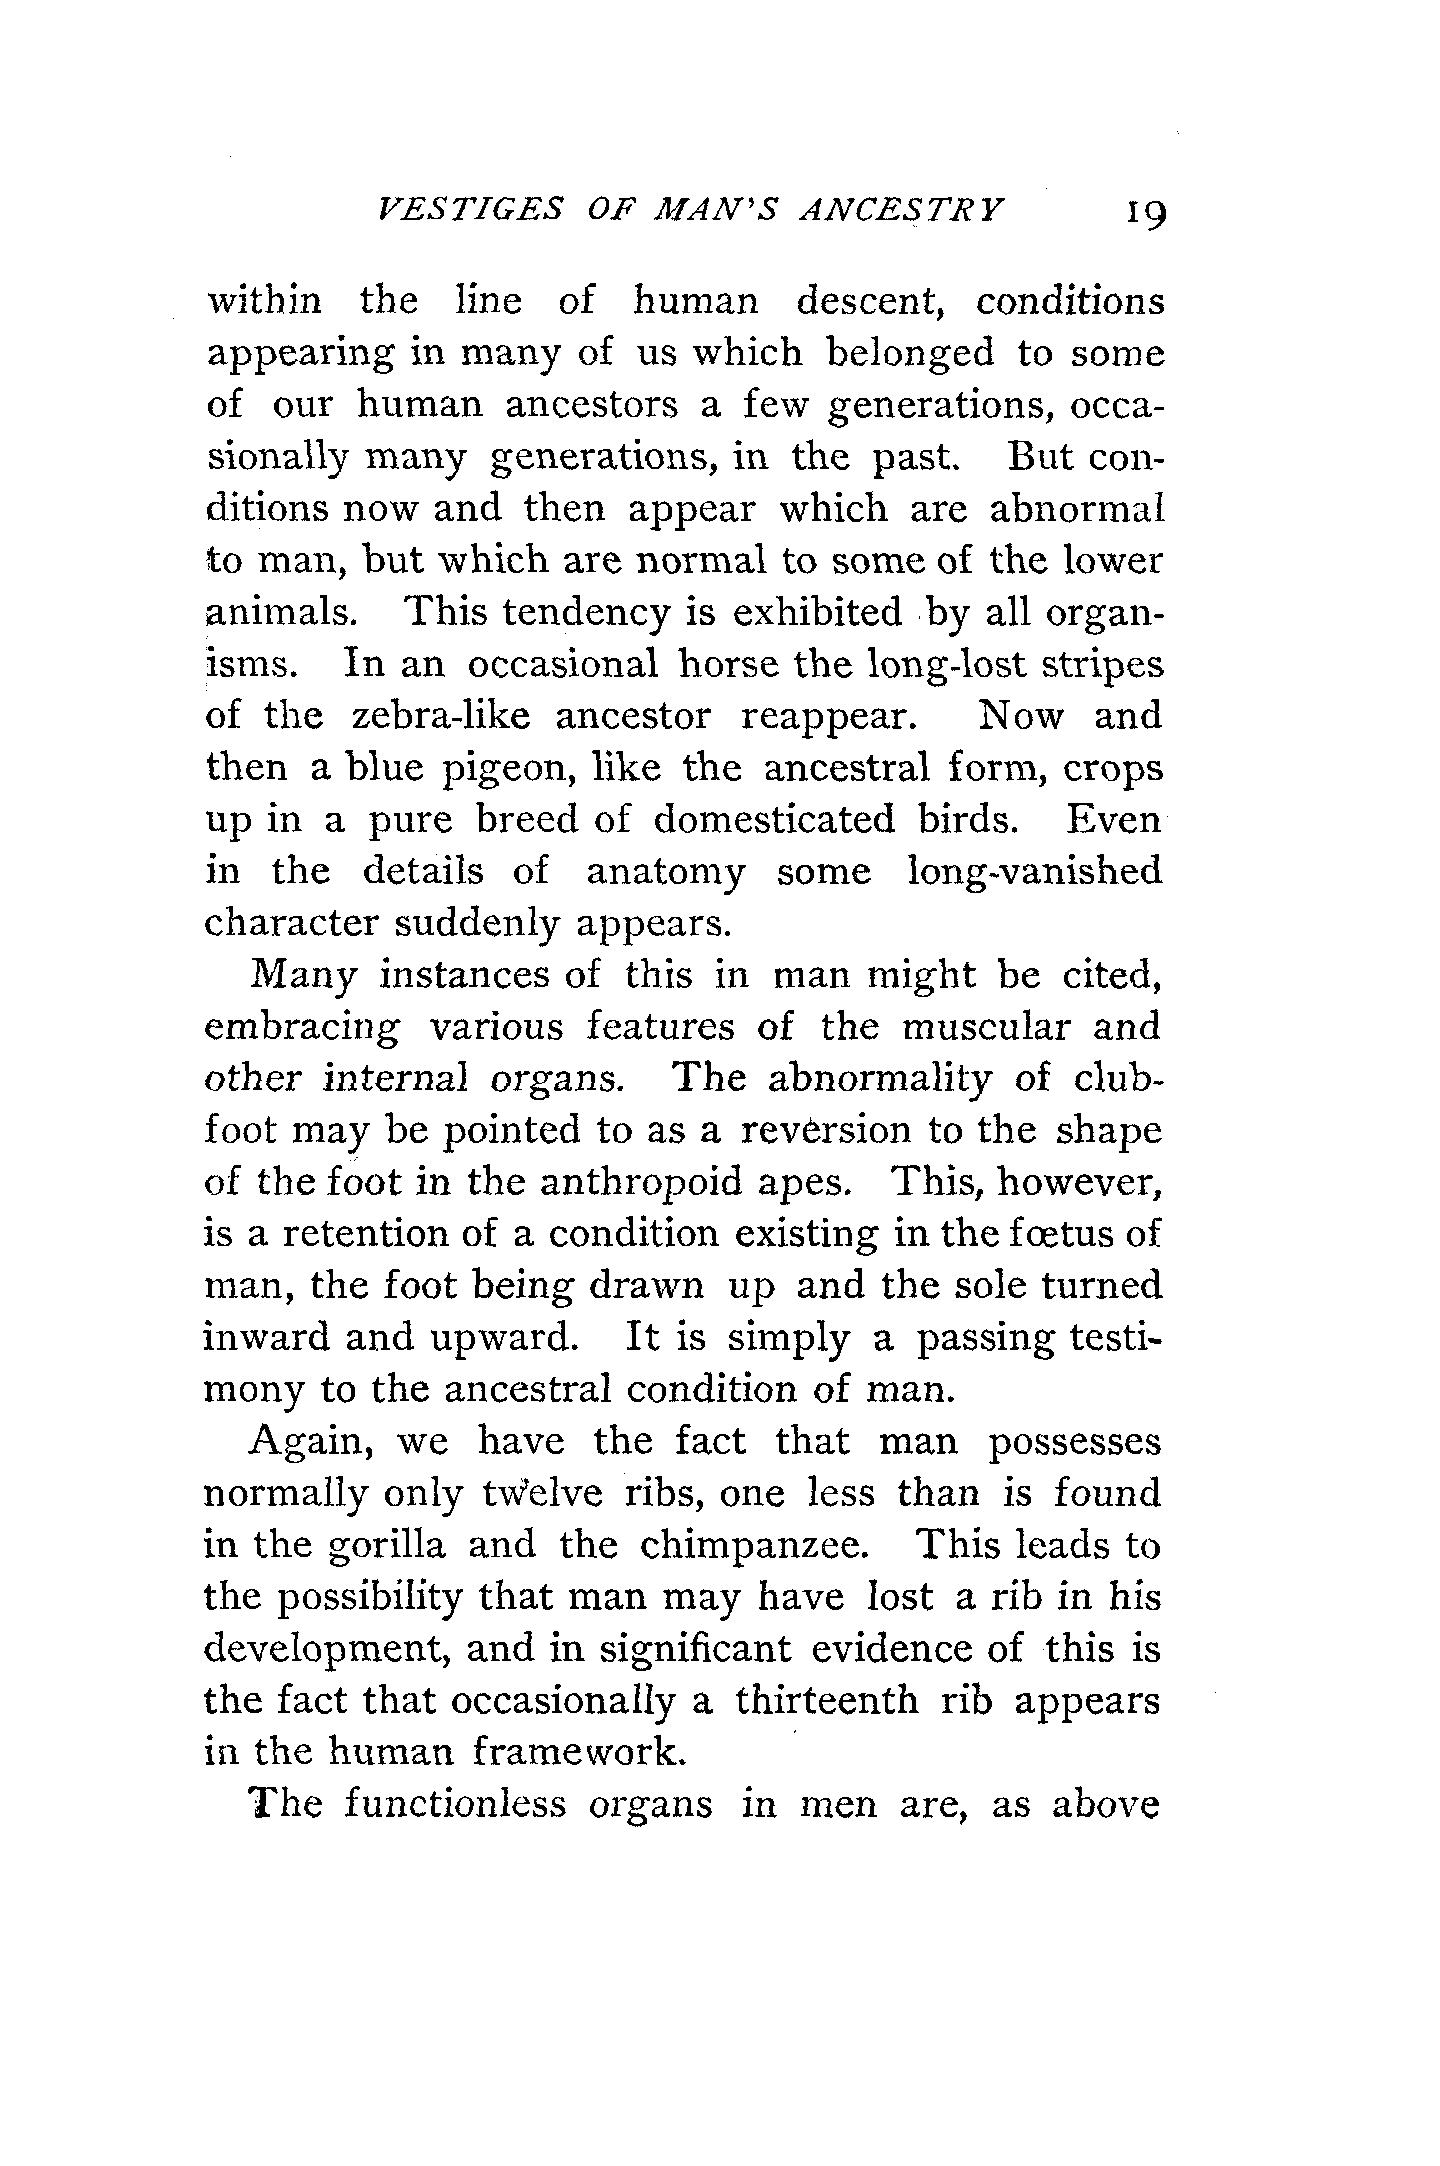 VESTIGES OF MAN'S ANCESTRY 19
within the line of human descent, conditions
appearing in many of us which belonged to some
of our human ancestors a few generations, occa-
sionally many generations, in the past. But con-
ditions now and then appear which are abnormal
to man, but which are normal to some of the lower
animals. This tendency is exhibited by all organ-
isms. In an occasional horse the long-lost stripes
of the zebra-like ancestor reappear. Now and
then a blue pigeon, like the ancestral form, crops
up in a pure breed of domesticated birds. Even
in the details of anatomy some long-vanished
character suddenly appears.
Many instances of this in man might be cited,
embracing various features of the muscular and
other internal organs. The abnormality of club-
foot may be pointed to as a reversion to the shape
of the foot in the anthropoid apes. This, however,
is a retention of a condition existing in the fœtus of
man, the foot being drawn up and the sole turned
inward and upward. It is simply a passing testi-
mony to the ancestral condition of man.
Again, we have the fact that man possesses
normally only twelve ribs, one less than is found
in the gorilla and the chimpanzee. This leads to
the possibility that man may have lost a rib in his
development, and in significant evidence of this is
the fact that occasionally a thirteenth rib appears
in the human framework.
The functionless organs in men are, as above